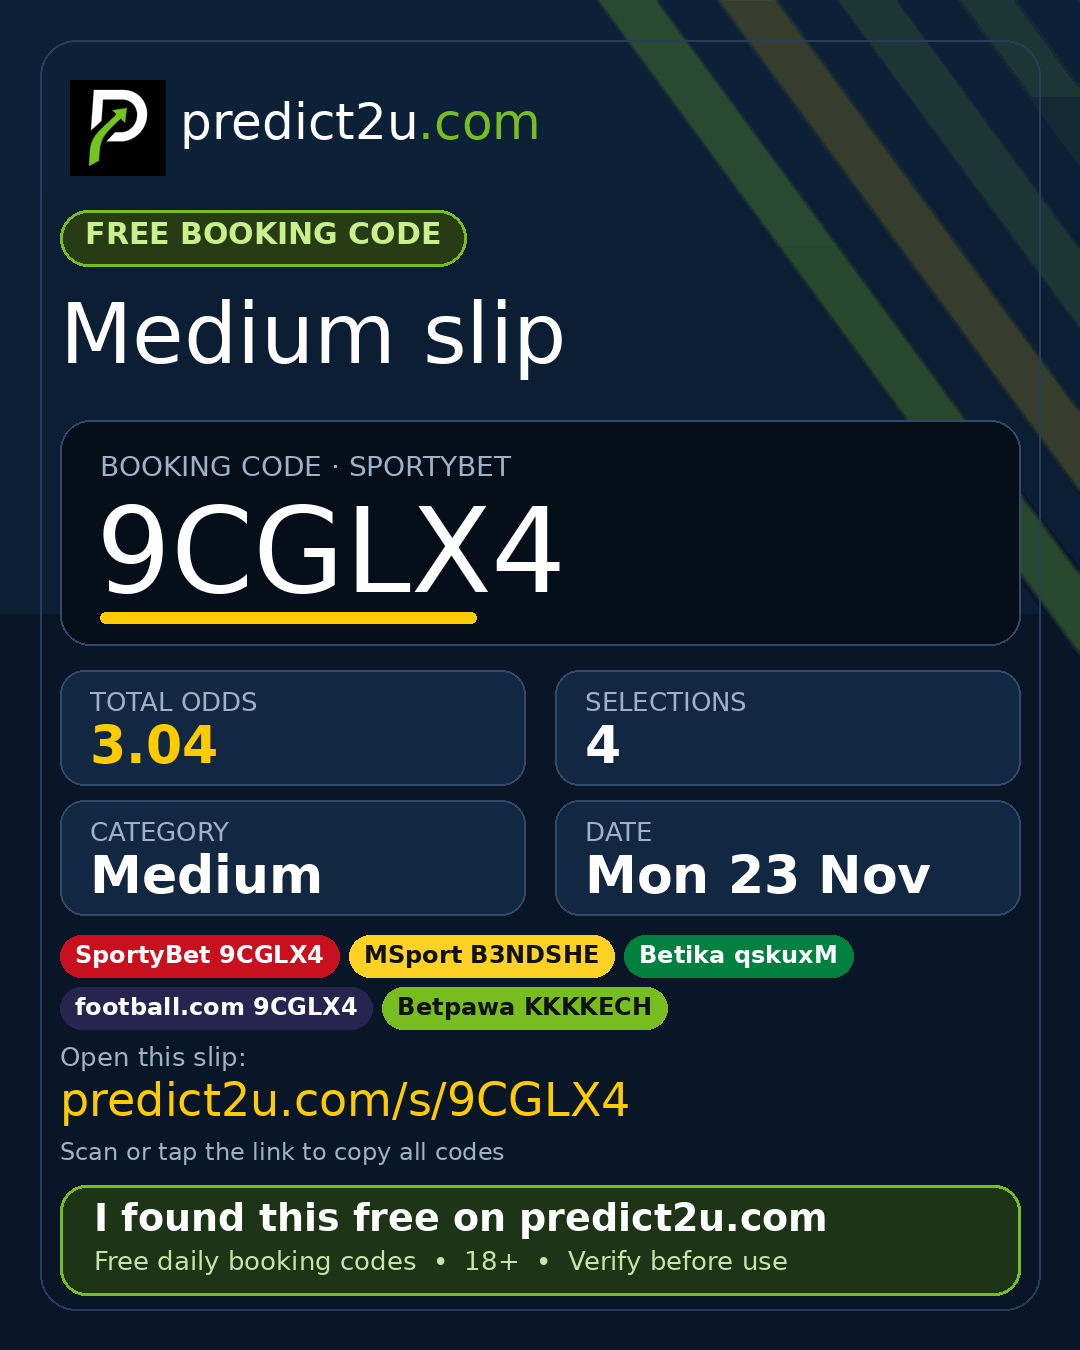 predict2u.com
FREE BOOKING CODE
Medium slip
BOOKING CODE · SPORTYBET
9CGLX4
TOTAL ODDS
3.04
SELECTIONS
4
CATEGORY
Medium
DATE
Mon 23 Nov
SportyBet 9CGLX4
MSport B3NDSHE
Betika qskuxM
football.com 9CGLX4
Betpawa KKKKECH
Open this slip:
predict2u.com/s/9CGLX4
Scan or tap the link to copy all codes
I found this free on predict2u.com
Free daily booking codes • 18+ • Verify before use